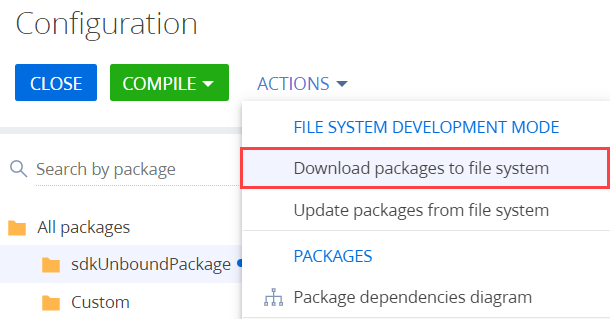 Configuration
CLOSE COMPILE ACTIONS
FILE SYSTEM DEVELOPMENT MODE
Search by package
Download packages to file system
Update packages from file system
All packages
sdkUnboundPackage
PACKAGES
Custom
Package dependencies diagram